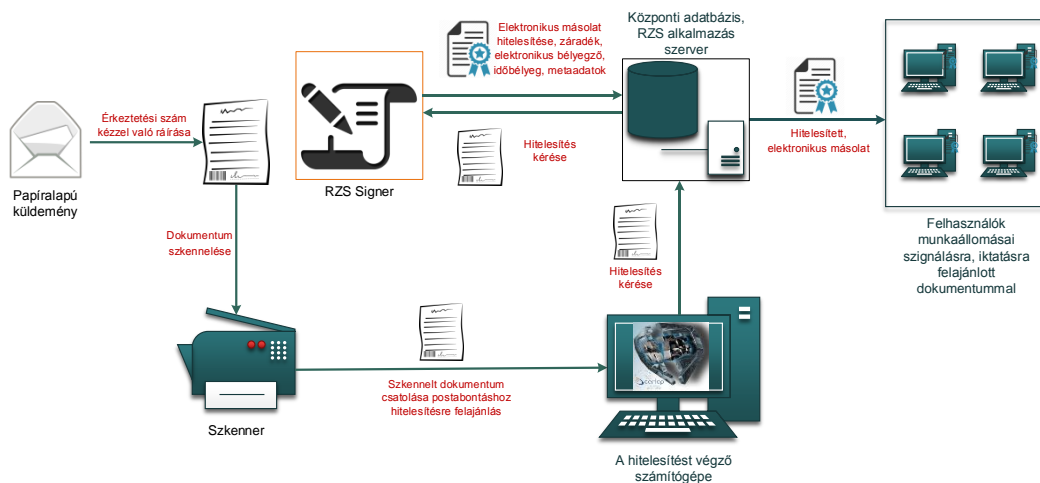 Elektronikus másolat
hitelesítése, záradék,
elektronikus bélyegző,
időbélyeg, metaadatok
Központi adatbázis,
RZS alkalmazás
szerver
Érkeztetési szám
kézzel való ráírása
Hitelesítés
kérése
Hitelesített,
elektronikus másolat
Papíralapú
küldemény
RZS Signer
Felhasználók
munkaállomásai
szignálásra, iktatásra
felajánlott
dokumentummal
Dokumentum
szkennelése
Hitelesítés
kérése
Szkennelt dokumentum
csatolása postabontáshoz
hitelesítésre felajánlás
Szkenner
A hitelesítést végző
számítógépe